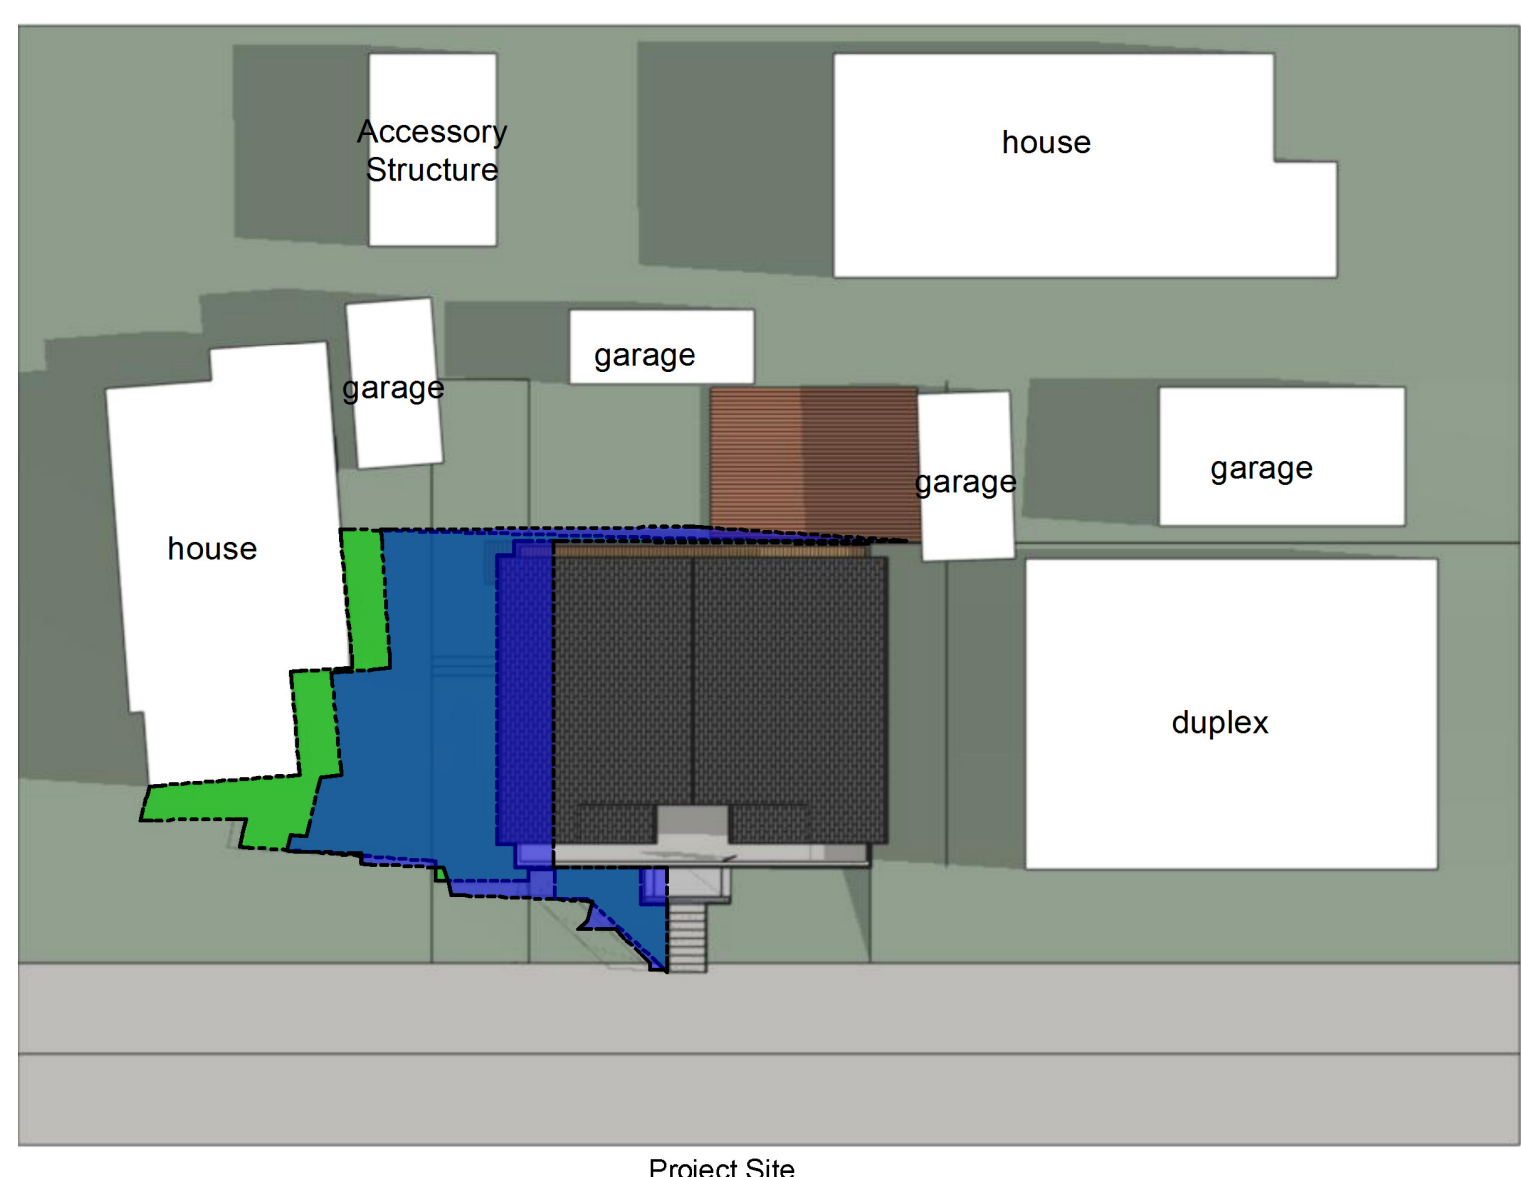 Accessory
Structure
house
garage
garage
garage
garage
house
duplex
Project Site